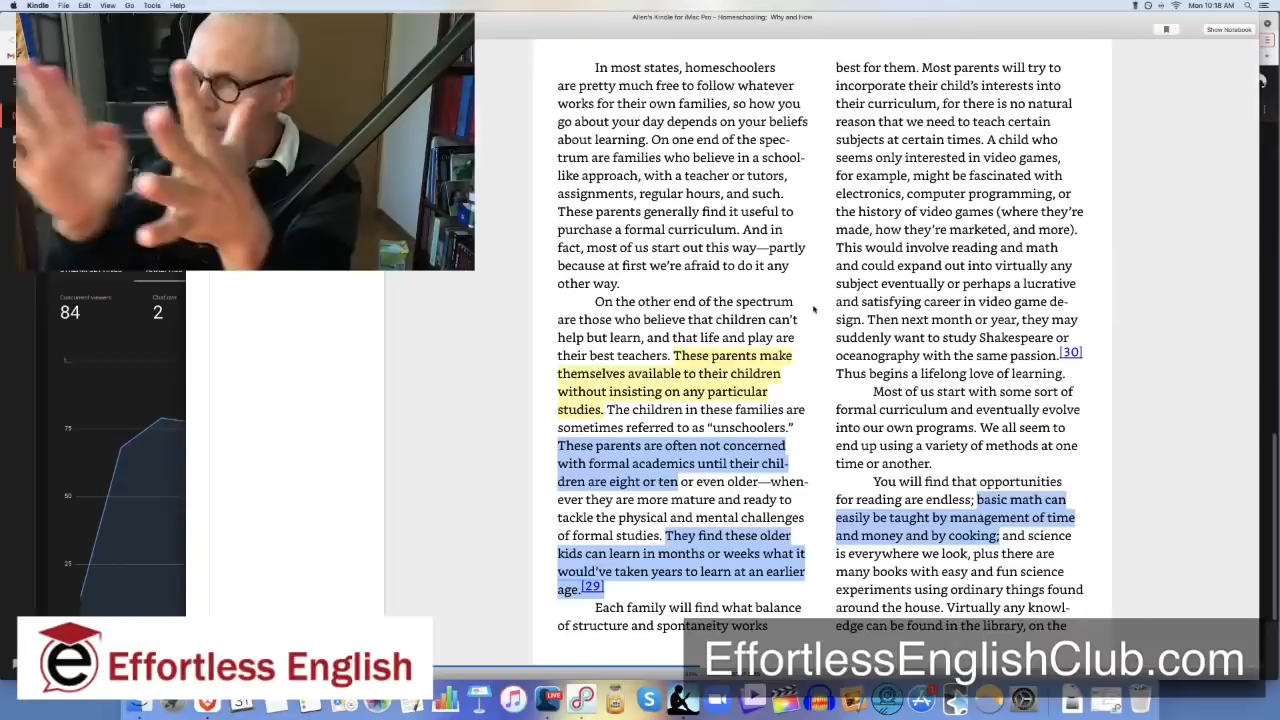 Kindle File Edit View Go Tools Help
Mon 10:18 AM
Allen's Kindle for iMac Pro - Homeschooling: Why and How
Show Notebook
In most states, homeschoolers
are pretty much free to follow whatever
works for their own families, so how you
go about your day depends on your beliefs
about learning. On one end of the spec-
trum are families who believe in a school-
like approach, with a teacher or tutors,
assignments, regular hours, and such.
These parents generally find it useful to
purchase a formal curriculum. And in
fact, most of us start out this way—partly
because at first we're afraid to do it any
other way.
On the other end of the spectrum
are those who believe that children can't
help but learn, and that life and play are
their best teachers. These parents make
themselves available to their children
without insisting on any particular
studies. The children in these families are
sometimes referred to as “unschoolers.”
These parents are often not concerned
with formal academics until their chil-
dren are eight or ten or even older—when-
ever they are more mature and ready to
tackle the physical and mental challenges
of formal studies. They find these older
kids can learn in months or weeks what it
would've taken years to learn at an earlier
age.[29]
Each family will find what balance
of structure and spontaneity works
best for them. Most parents will try to
incorporate their child's interests into
their curriculum, for there is no natural
reason that we need to teach certain
subjects at certain times. A child who
seems only interested in video games,
for example, might be fascinated with
electronics, computer programming, or
the history of video games (where they're
made, how they're marketed, and more).
This would involve reading and math
and could expand out into virtually any
subject eventually or perhaps a lucrative
and satisfying career in video game de-
sign. Then next month or year, they may
suddenly want to study Shakespeare or
oceanography with the same passion.[30]
Thus begins a lifelong love of learning.
Most of us start with some sort of
formal curriculum and eventually evolve
into our own programs. We all seem to
end up using a variety of methods at one
time or another.
You will find that opportunities
for reading are endless; basic math can
easily be taught by management of time
and money and by cooking; and science
is everywhere we look, plus there are
many books with easy and fun science
experiments using ordinary things found
around the house. Virtually any knowl-
edge can be found in the library, on the
Concurrent viewers
84
2
75
50
25
Effortless English
EffortlessEnglishClub.com